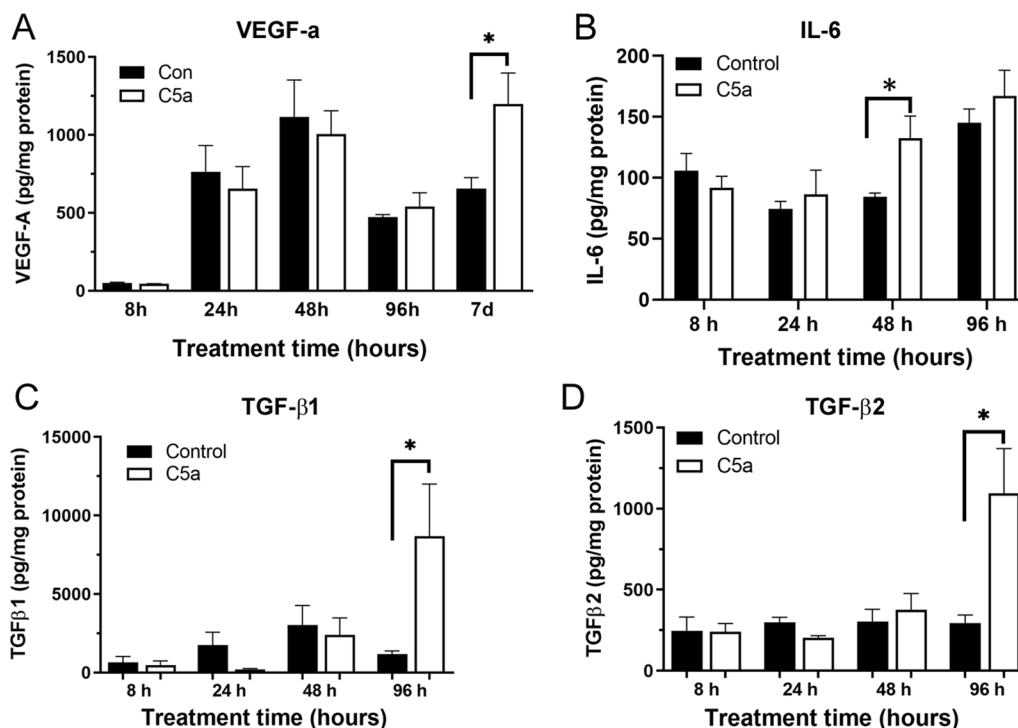 A
VEGF-a
Con
C5a
VEGF-A (pg/mg protein)
1500
1000
500
0
8h 24h 48h 96h 7d
*
Treatment time (hours)
B
IL-6
Control
C5a
IL-6 (pg/mg protein)
200
150
100
50
0
8 h 24 h 48 h 96 h
*
Treatment time (hours)
C
TGF-β1
Control
C5a
TGFβ1 (pg/mg protein)
15000
10000
5000
0
8 h 24 h 48 h 96 h
*
Treatment time (hours)
D
TGF-β2
Control
C5a
TGFβ2 (pg/mg protein)
1500
1000
500
0
8 h 24 h 48 h 96 h
*
Treatment time (hours)